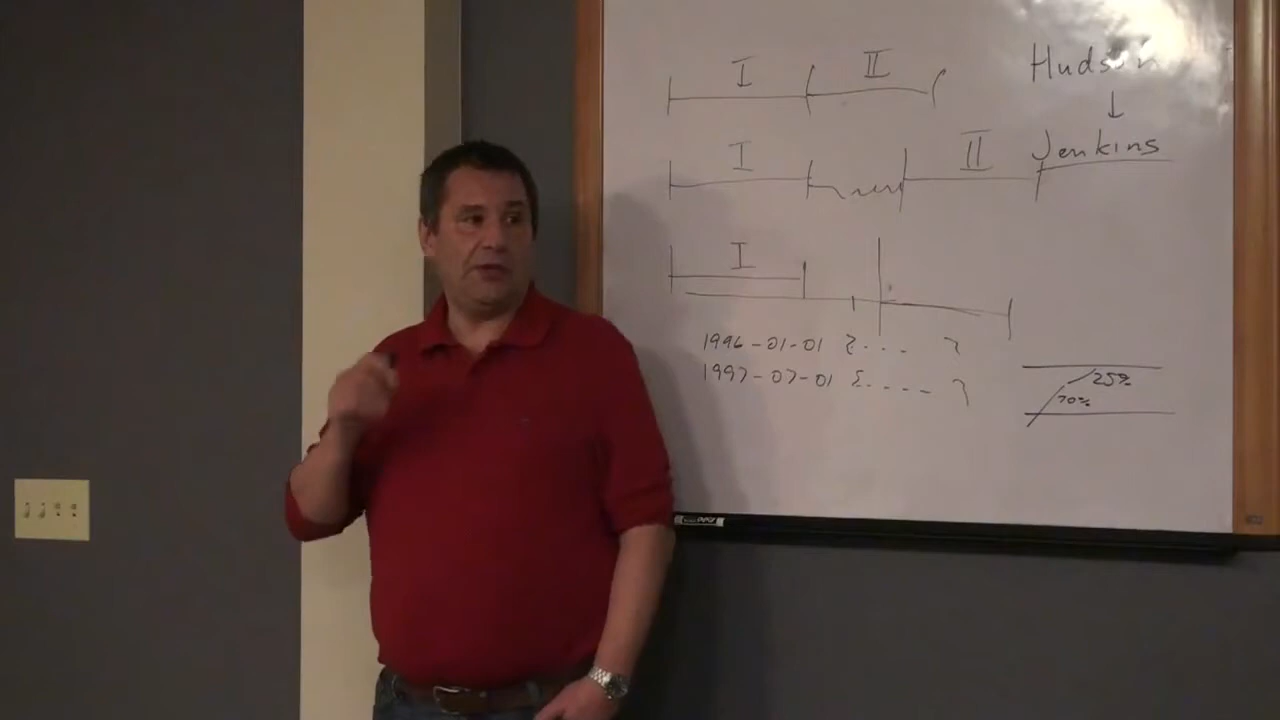 I II Hudson
↓
I II Jenkins
I
1996-01-01 {... }
1997-07-01 {.... }
25%
70%